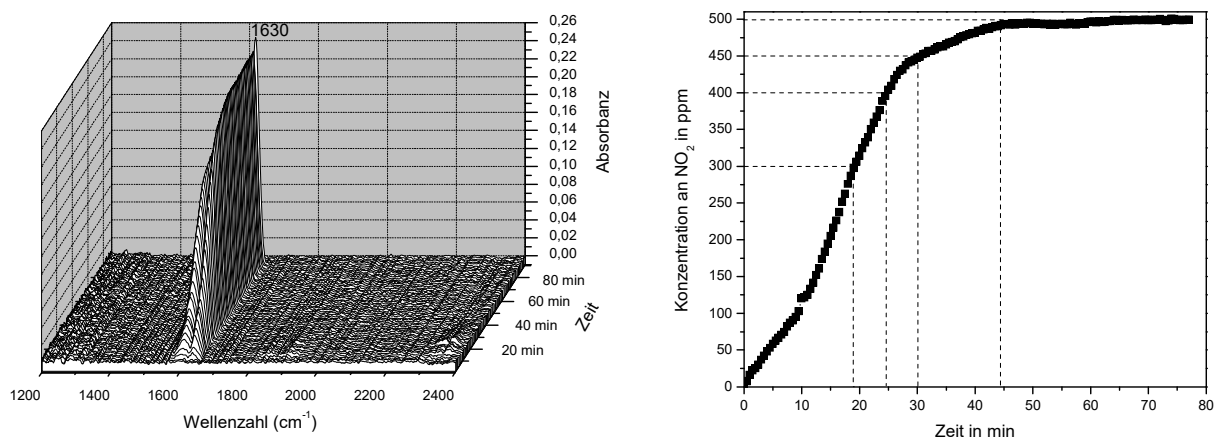 1630
0,26
0,24
0,22
0,20
0,18
0,16
0,14
0,12
0,10
0,08
0,06
0,04
0,02
0,00
Absorbanz
80 min
60 min
40 min
20 min
Zeit
1200 1400 1600 1800 2000 2200 2400
Wellenzahl (cm⁻¹)
500
450
400
350
300
250
200
150
100
50
0
Konzentration an NO₂ in ppm
0 10 20 30 40 50 60 70 80
Zeit in min